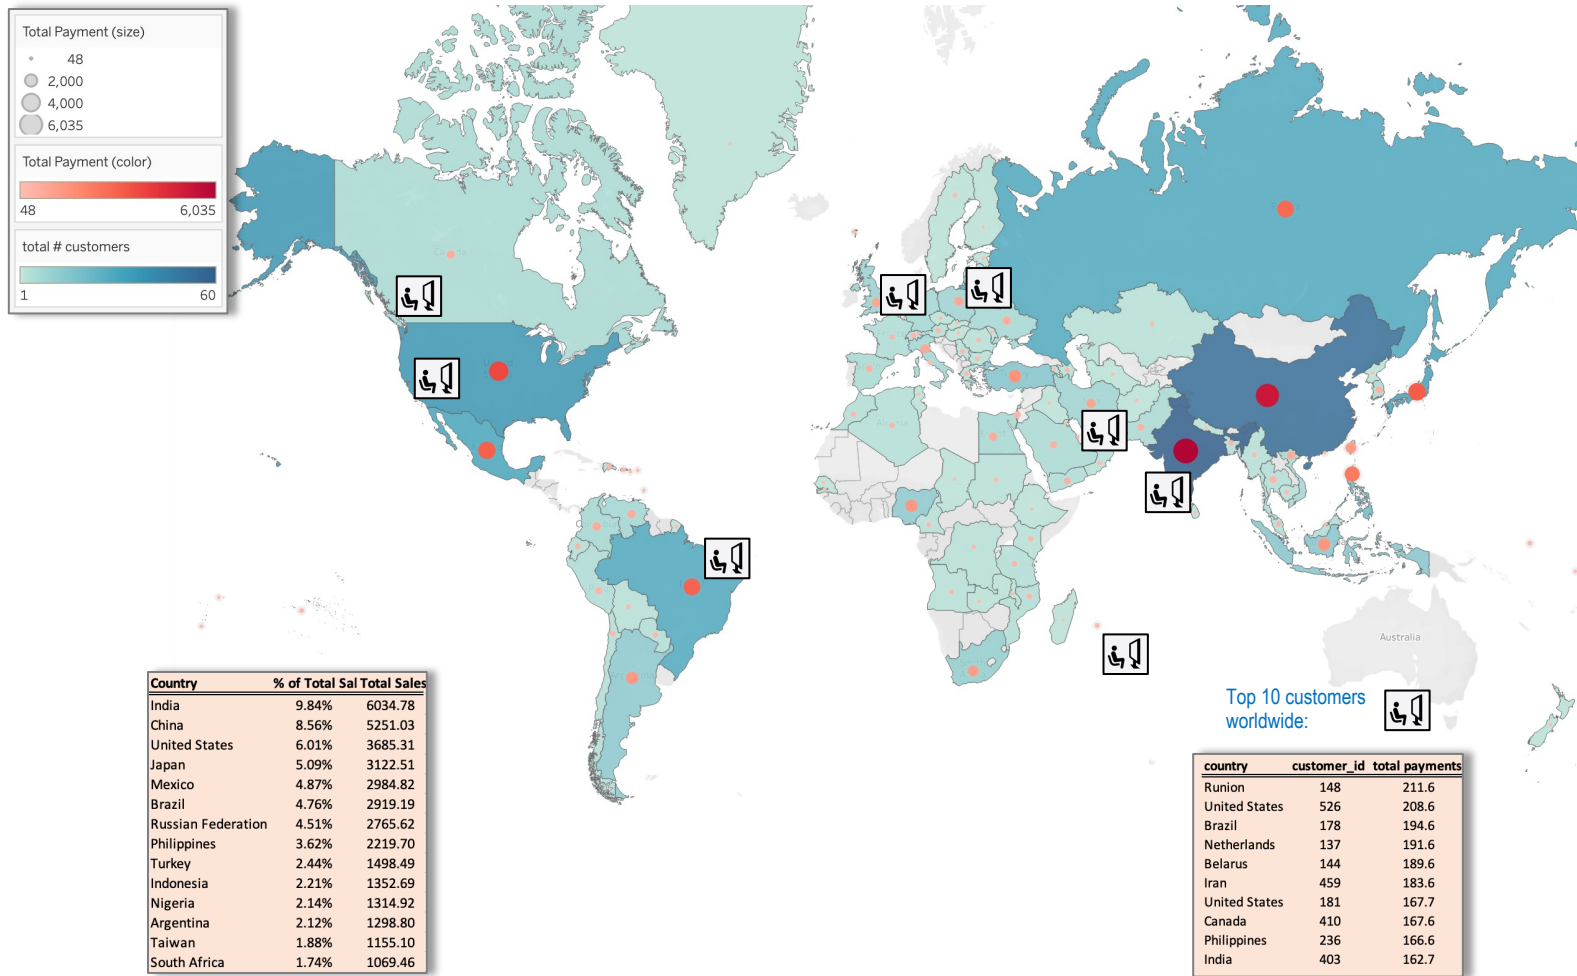 Total Payment (size)
48
2,000
4,000
6,035
Total Payment (color)
48 6,035
total # customers
1 60
Canada
Algeria
Australia
Country % of Total Sal Total Sales
India 9.84% 6034.78
China 8.56% 5251.03
United States 6.01% 3685.31
Japan 5.09% 3122.51
Mexico 4.87% 2984.82
Brazil 4.76% 2919.19
Russian Federation 4.51% 2765.62
Philippines 3.62% 2219.70
Turkey 2.44% 1498.49
Indonesia 2.21% 1352.69
Nigeria 2.14% 1314.92
Argentina 2.12% 1298.80
Taiwan 1.88% 1155.10
South Africa 1.74% 1069.46
Top 10 customers
worldwide:
country customer_id total payments
Runion 148 211.6
United States 526 208.6
Brazil 178 194.6
Netherlands 137 191.6
Belarus 144 189.6
Iran 459 183.6
United States 181 167.7
Canada 410 167.6
Philippines 236 166.6
India 403 162.7